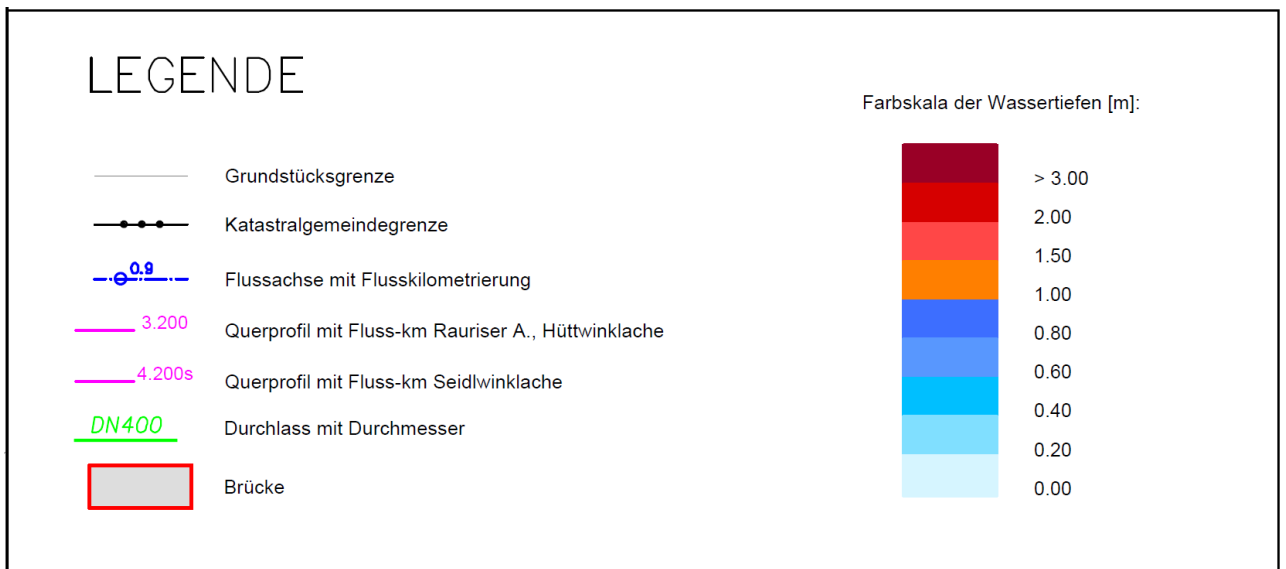 LEGENDE
Grundstücksgrenze
Katastralgemeindegrenze
0.9
Flussachse mit Flusskilometrierung
3.200
Querprofil mit Fluss-km Rauriser A., Hüttwinklache
4.200s
Querprofil mit Fluss-km Seidlwinklache
DN400
Durchlass mit Durchmesser
Brücke
Farbskala der Wassertiefen [m]:
> 3.00
2.00
1.50
1.00
0.80
0.60
0.40
0.20
0.00